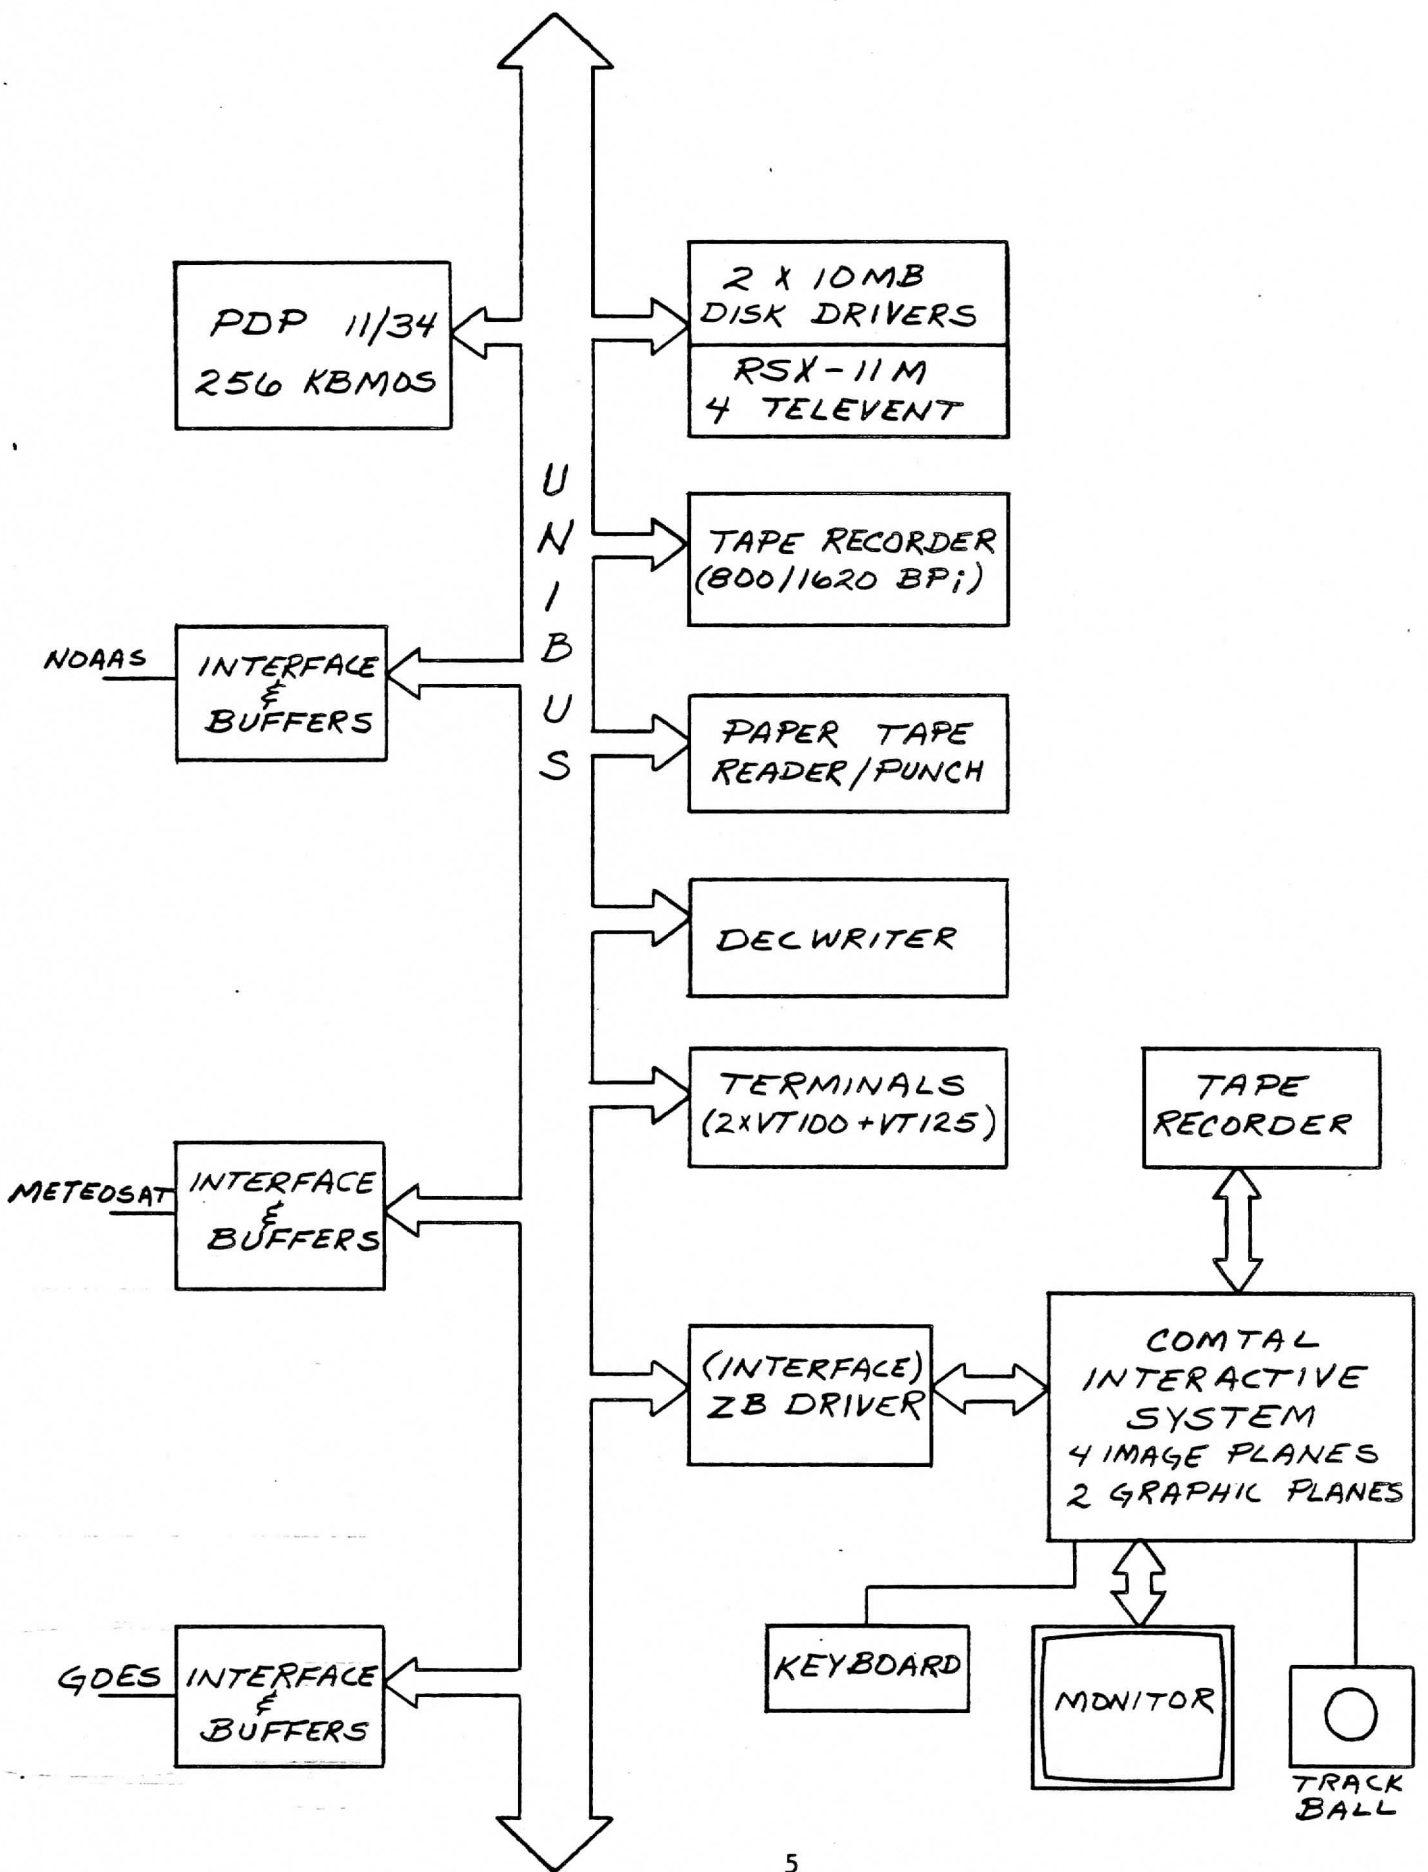 PDP 11/34
256 KBMOS
2 X 10MB
DISK DRIVERS
RSX-11M
4 TELEVENT
UNIBUS
TAPE RECORDER
(800/1620 BPi)
NOAAS
INTERFACE
&
BUFFERS
PAPER TAPE
READER/PUNCH
DECWRITER
TERMINALS
(2xVT100+VT125)
TAPE
RECORDER
METEOSAT
INTERFACE
&
BUFFERS
(INTERFACE)
ZB DRIVER
COMTAL
INTERACTIVE
SYSTEM
4 IMAGE PLANES
2 GRAPHIC PLANES
GOES
INTERFACE
&
BUFFERS
KEYBOARD
MONITOR
TRACK
BALL
5